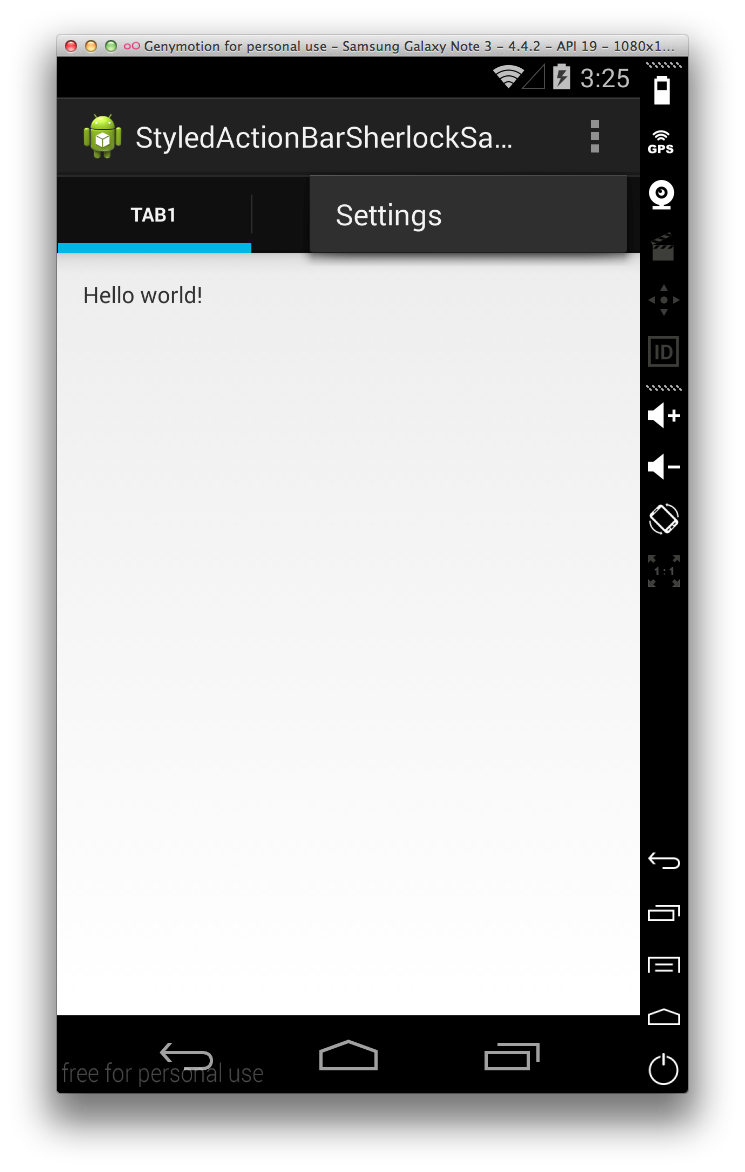 Genymotion for personal use – Samsung Galaxy Note 3 – 4.4.2 – API 19 – 1080x1...
3:25
StyledActionBarSherlockSa...
GPS
TAB1
Settings
Hello world!
ID
1:1
free for personal use